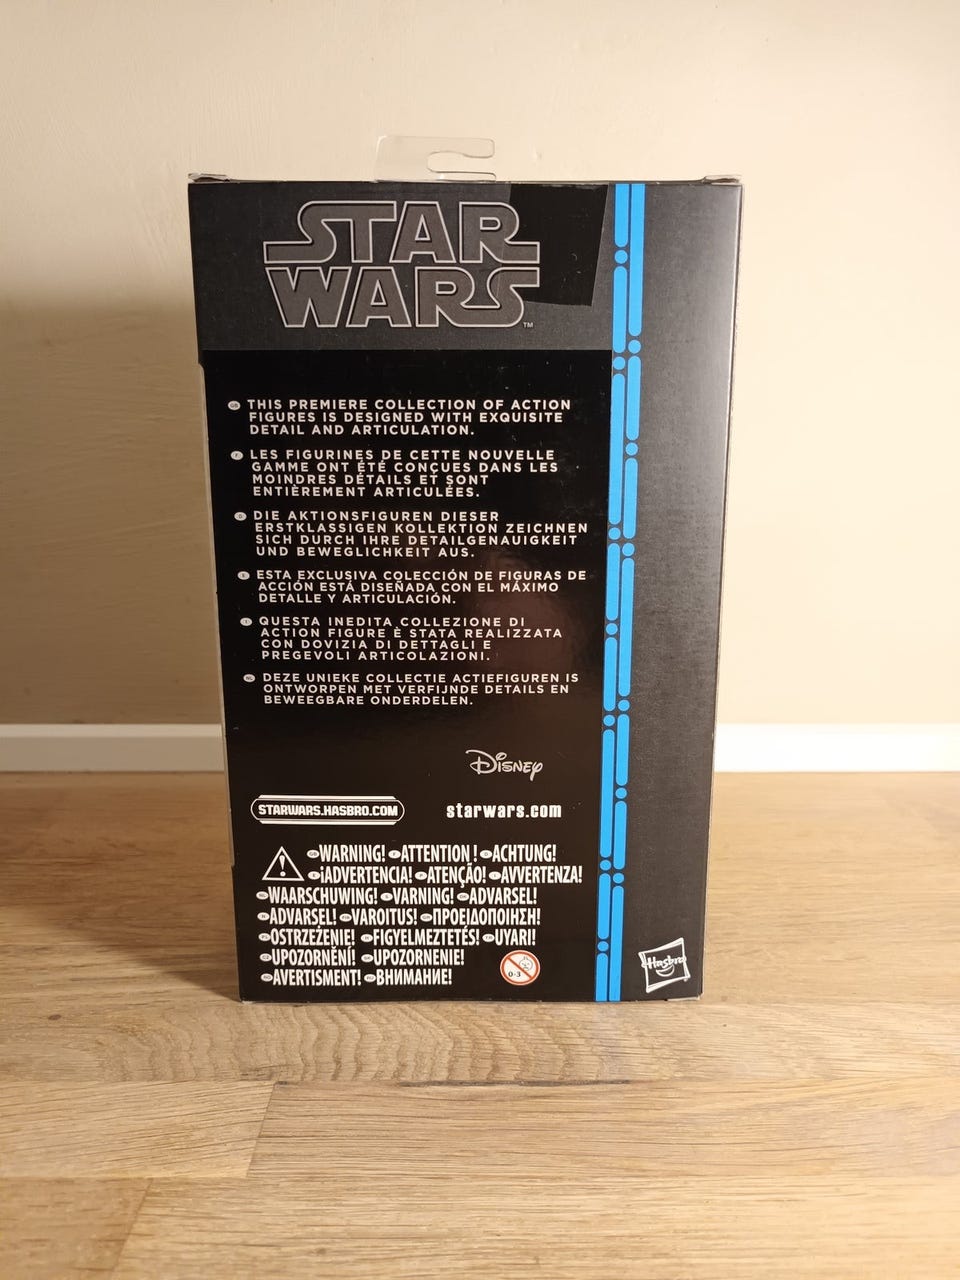 STAR
WARS
™
GB THIS PREMIERE COLLECTION OF ACTION
FIGURES IS DESIGNED WITH EXQUISITE
DETAIL AND ARTICULATION.
F LES FIGURINES DE CETTE NOUVELLE
GAMME ONT ÉTÉ CONÇUES DANS LES
MOINDRES DÉTAILS ET SONT
ENTIÈREMENT ARTICULÉES.
D DIE AKTIONSFIGUREN DIESER
ERSTKLASSIGEN KOLLEKTION ZEICHNEN
SICH DURCH IHRE DETAILGENAUIGKEIT
UND BEWEGLICHKEIT AUS.
E ESTA EXCLUSIVA COLECCIÓN DE FIGURAS DE
ACCIÓN ESTÁ DISEÑADA CON EL MÁXIMO
DETALLE Y ARTICULACIÓN.
I QUESTA INEDITA COLLEZIONE DI
ACTION FIGURE È STATA REALIZZATA
CON DOVIZIA DI DETTAGLI E
PREGEVOLI ARTICOLAZIONI.
NL DEZE UNIEKE COLLECTIE ACTIEFIGUREN IS
ONTWORPEN MET VERFIJNDE DETAILS EN
BEWEEGBARE ONDERDELEN.
Disney
STARWARS.HASBRO.COM
starwars.com
WARNING! ATTENTION ! ACHTUNG!
¡ADVERTENCIA! ATENÇÃO! AVVERTENZA!
WAARSCHUWING! VARNING! ADVARSEL!
ADVARSEL! VAROITUS! ΠΡΟΕΙΔΟΠΟΙΗΣΗ!
OSTRZEŻENIE! FIGYELMEZTETÉS! UYARI!
UPOZORNĚNÍ! UPOZORNENIE!
AVERTISMENT! ВНИМАНИЕ!
0-3
Hasbro